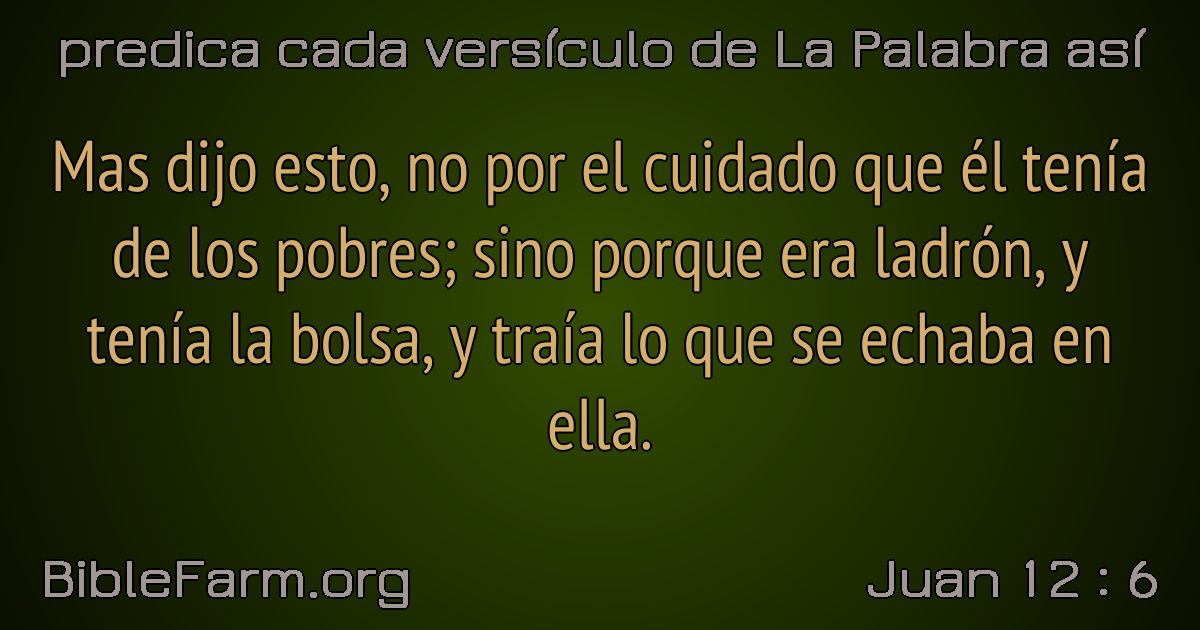 predica cada versículo de La Palabra así
Mas dijo esto, no por el cuidado que él tenía
de los pobres; sino porque era ladrón, y
tenía la bolsa, y traía lo que se echaba en
ella.
BibleFarm.org
Juan 12 : 6